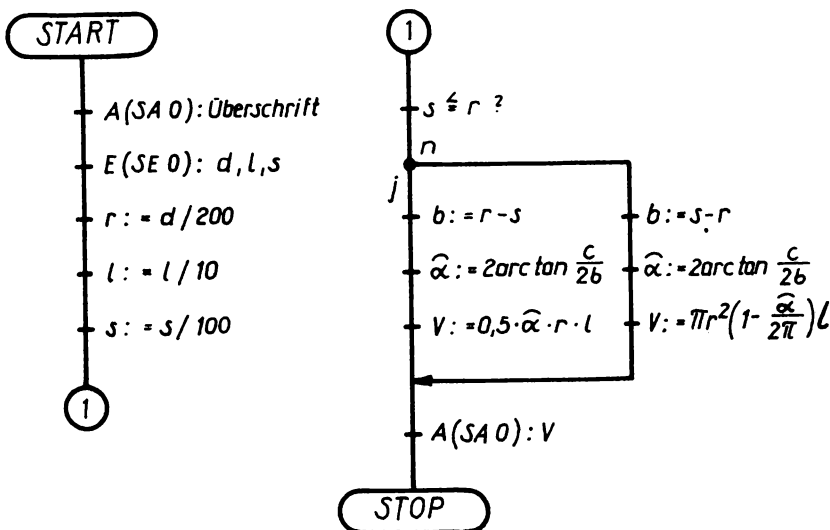 START
A(SA 0): Überschrift
E(SE 0): d, l, s
r: = d/200
l: = l/10
s: = s/100
1
1
s ≦ r ?
n
j
b: = r-s
b: = s-r
α̂: = 2arc tan c/2b
α̂: = 2arc tan c/2b
V: = 0,5·α̂·r·l
V: = πr²(1- α̂/2π)l
A(SA 0): V
STOP